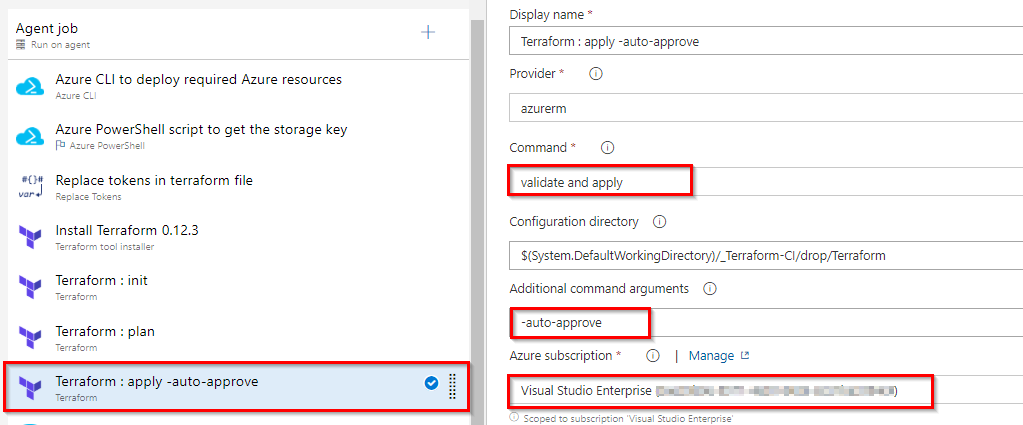 Agent job
Run on agent
Azure CLI to deploy required Azure resources
Azure CLI
Azure PowerShell script to get the storage key
Azure PowerShell
#{}#
var
Replace tokens in terraform file
Replace Tokens
Install Terraform 0.12.3
Terraform tool installer
Terraform : init
Terraform
Terraform : plan
Terraform
Terraform : apply -auto-approve
Terraform
Display name *
Terraform : apply -auto-approve
Provider *
azurerm
Command *
validate and apply
Configuration directory
$(System.DefaultWorkingDirectory)/_Terraform-CI/drop/Terraform
Additional command arguments
-auto-approve
Azure subscription * | Manage
Visual Studio Enterprise ( )
Scoped to subscription 'Visual Studio Enterprise'